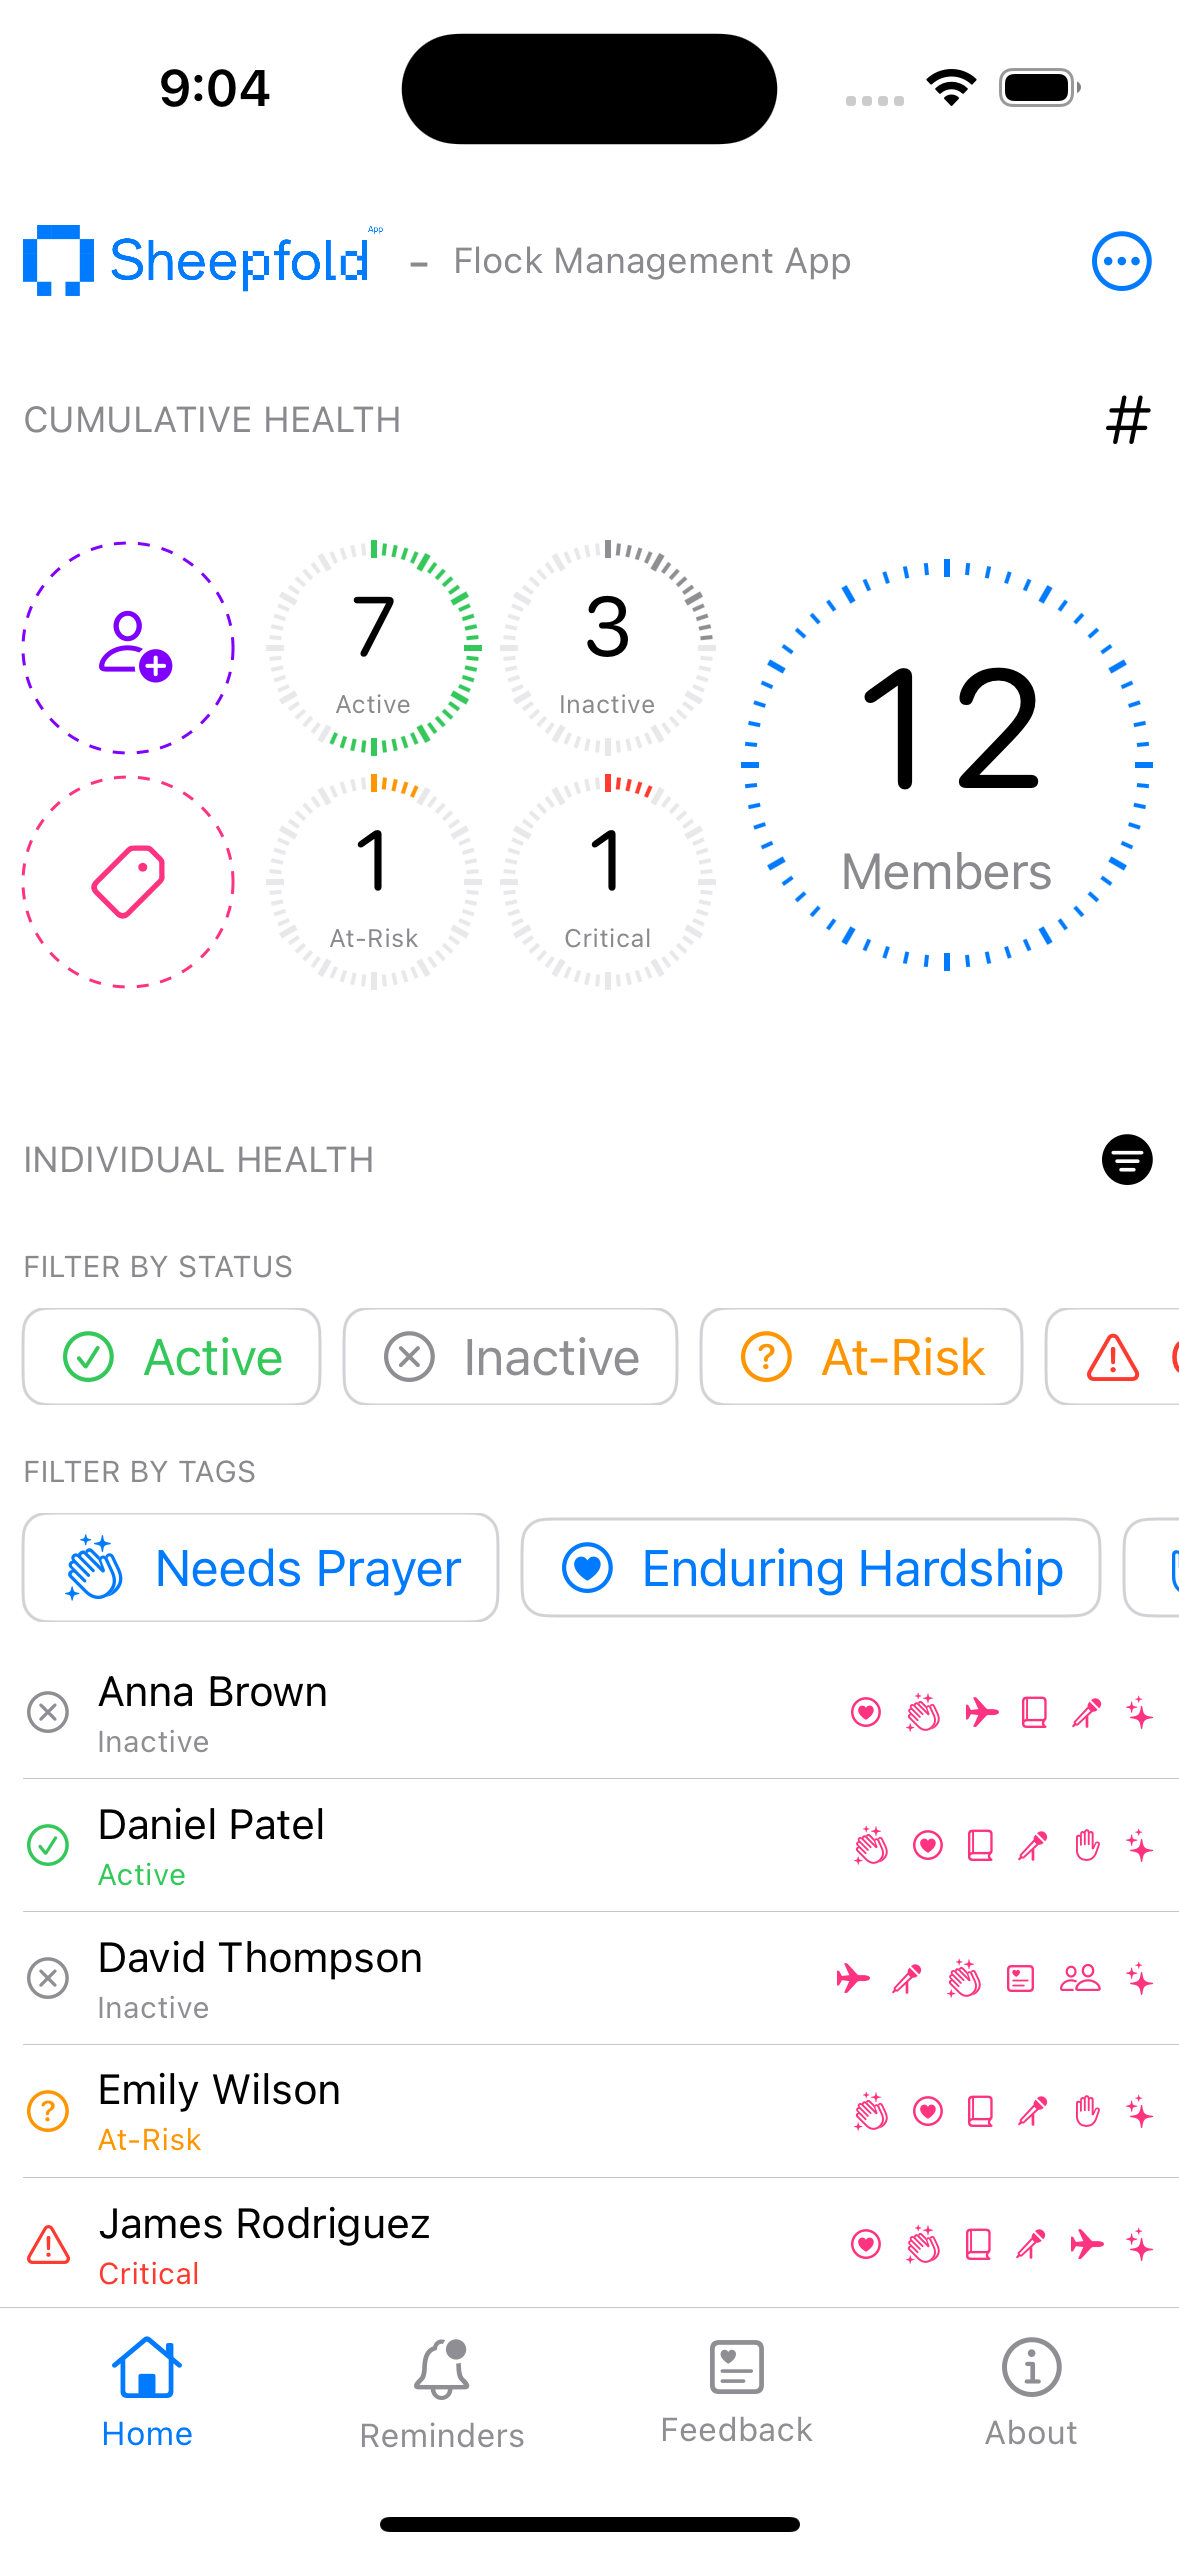 9:04
Sheepfold App - Flock Management App
CUMULATIVE HEALTH
#
7
Active
3
Inactive
1
At-Risk
1
Critical
12
Members
INDIVIDUAL HEALTH
FILTER BY STATUS
Active
Inactive
At-Risk
FILTER BY TAGS
Needs Prayer
Enduring Hardship
Anna Brown
Inactive
Daniel Patel
Active
David Thompson
Inactive
Emily Wilson
At-Risk
James Rodriguez
Critical
Home
Reminders
Feedback
About